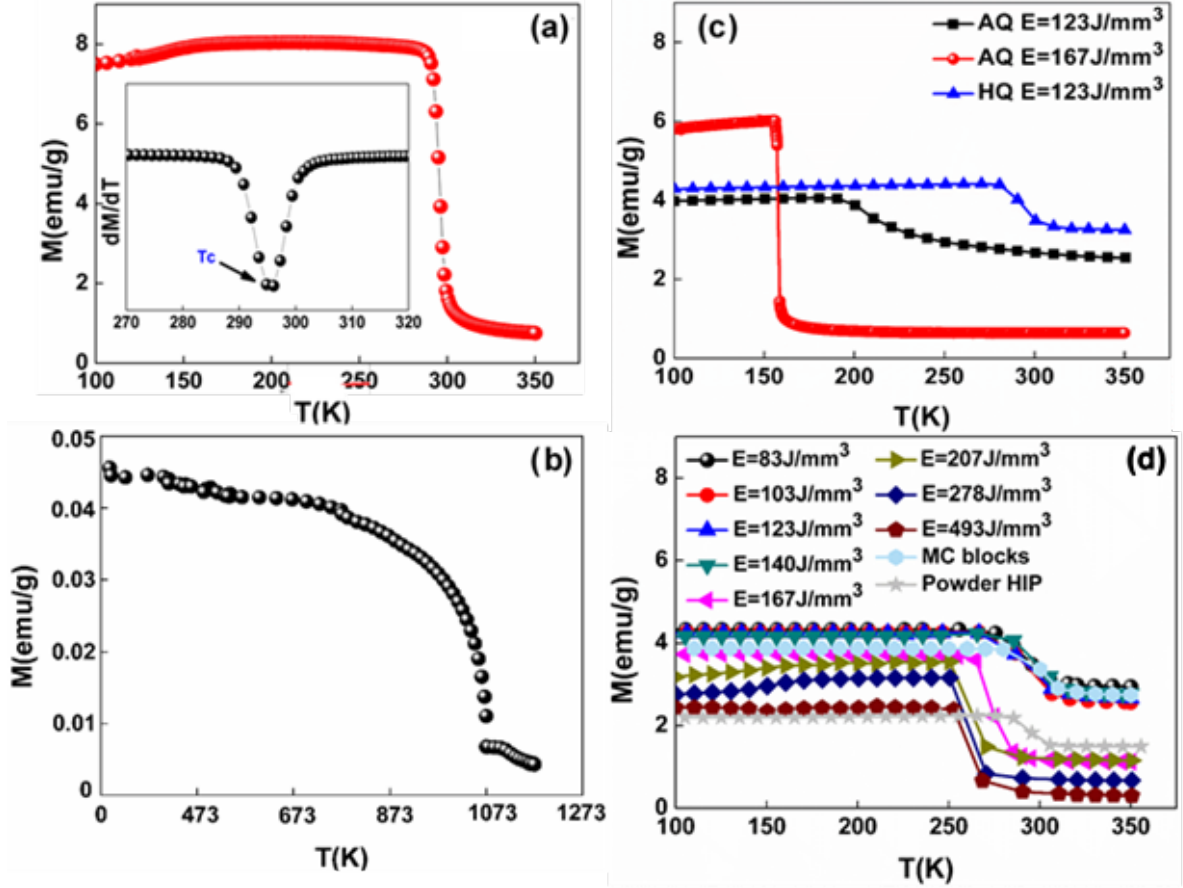 (a)
8
6
4
2
0
M(emu/g)
100 150 200 250 300 350
T(K)
dM/dT
Tc
270 280 290 300 310 320
(c)
AQ E=123J/mm³
AQ E=167J/mm³
HQ E=123J/mm³
8
6
4
2
0
M(emu/g)
100 150 200 250 300 350
T(K)
(b)
0.05
0.04
0.03
0.02
0.01
0
M(emu/g)
0 473 673 873 1073 1273
T(K)
(d)
E=83J/mm³
E=103J/mm³
E=123J/mm³
E=140J/mm³
E=167J/mm³
E=207J/mm³
E=278J/mm³
E=493J/mm³
MC blocks
Powder HIP
8
6
4
2
0
M(emu/g)
100 150 200 250 300 350
T(K)